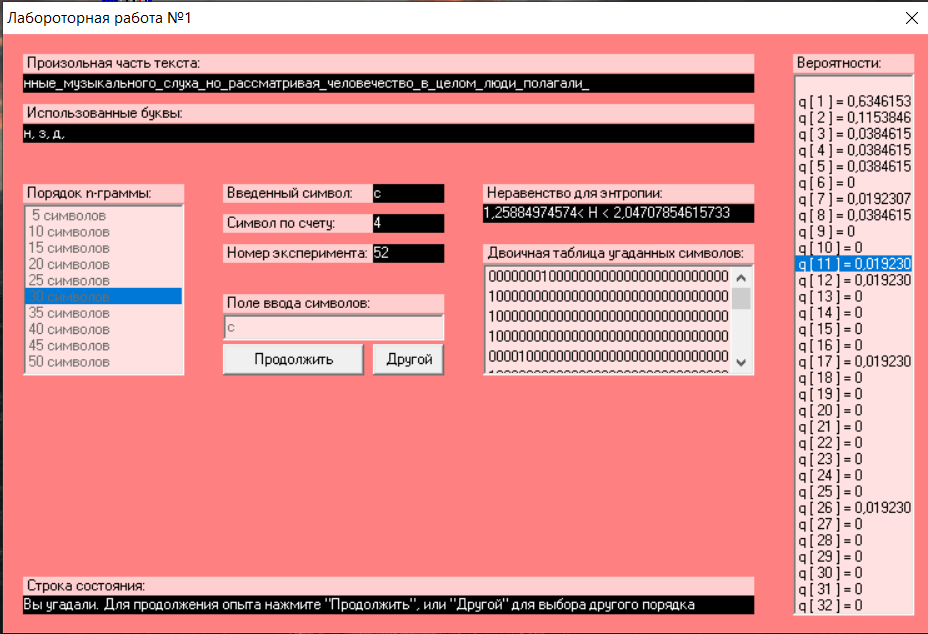 Лабороторная работа №1
Произольная часть текста:
нные_музыкального_слуха_но_рассматривая_человечество_в_целом_люди_полагали_
Использованные буквы:
н, з, д,
Порядок n-граммы:
5 символов
10 символов
15 символов
20 символов
25 символов
30 символов
35 символов
40 символов
45 символов
50 символов
Введенный символ: с
Символ по счету: 4
Номер эксперимента: 52
Поле ввода символов:
с
Продолжить
Другой
Неравенство для энтропии:
1,25884974574< H < 2,04707854615733
Двоичная таблица угаданных символов:
00000001000000000000000000000000
10000000000000000000000000000000
10000000000000000000000000000000
10000000000000000000000000000000
00001000000000000000000000000000
Вероятности:
q [ 1 ] = 0,6346153
q [ 2 ] = 0,1153846
q [ 3 ] = 0,0384615
q [ 4 ] = 0,0384615
q [ 5 ] = 0,0384615
q [ 6 ] = 0
q [ 7 ] = 0,0192307
q [ 8 ] = 0,0384615
q [ 9 ] = 0
q [ 10 ] = 0
q [ 11 ] = 0,019230
q [ 12 ] = 0,019230
q [ 13 ] = 0
q [ 14 ] = 0
q [ 15 ] = 0
q [ 16 ] = 0
q [ 17 ] = 0,019230
q [ 18 ] = 0
q [ 19 ] = 0
q [ 20 ] = 0
q [ 21 ] = 0
q [ 22 ] = 0
q [ 23 ] = 0
q [ 24 ] = 0
q [ 25 ] = 0
q [ 26 ] = 0,019230
q [ 27 ] = 0
q [ 28 ] = 0
q [ 29 ] = 0
q [ 30 ] = 0
q [ 31 ] = 0
q [ 32 ] = 0
Строка состояния:
Вы угадали. Для продолжения опыта нажмите "Продолжить", или "Другой" для выбора другого порядка